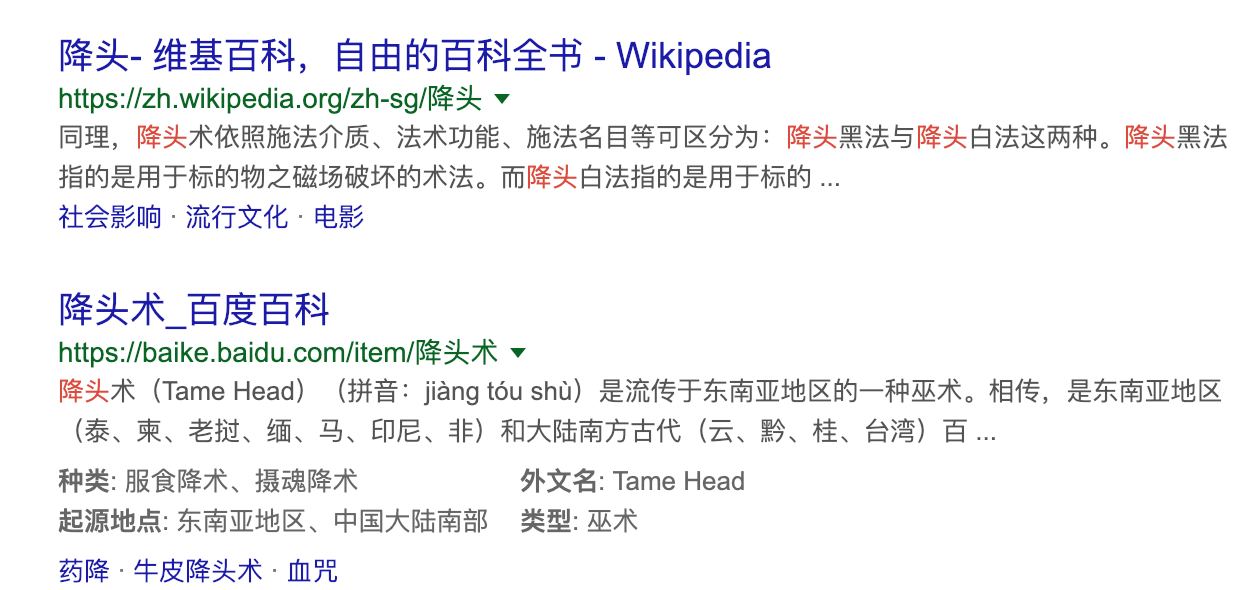 降头- 维基百科，自由的百科全书 - Wikipedia
https://zh.wikipedia.org/zh-sg/降头
同理，降头术依照施法介质、法术功能、施法名目等可区分为：降头黑法与降头白法这两种。降头黑法
指的是用于标的物之磁场破坏的术法。而降头白法指的是用于标的 ...
社会影响 · 流行文化 · 电影
降头术_百度百科
https://baike.baidu.com/item/降头术
降头术（Tame Head）（拼音：jiàng tóu shù）是流传于东南亚地区的一种巫术。相传，是东南亚地区
（泰、柬、老挝、缅、马、印尼、非）和大陆南方古代（云、黔、桂、台湾）百 ...
种类: 服食降术、摄魂降术 外文名: Tame Head
起源地点: 东南亚地区、中国大陆南部 类型: 巫术
药降 · 牛皮降头术 · 血咒